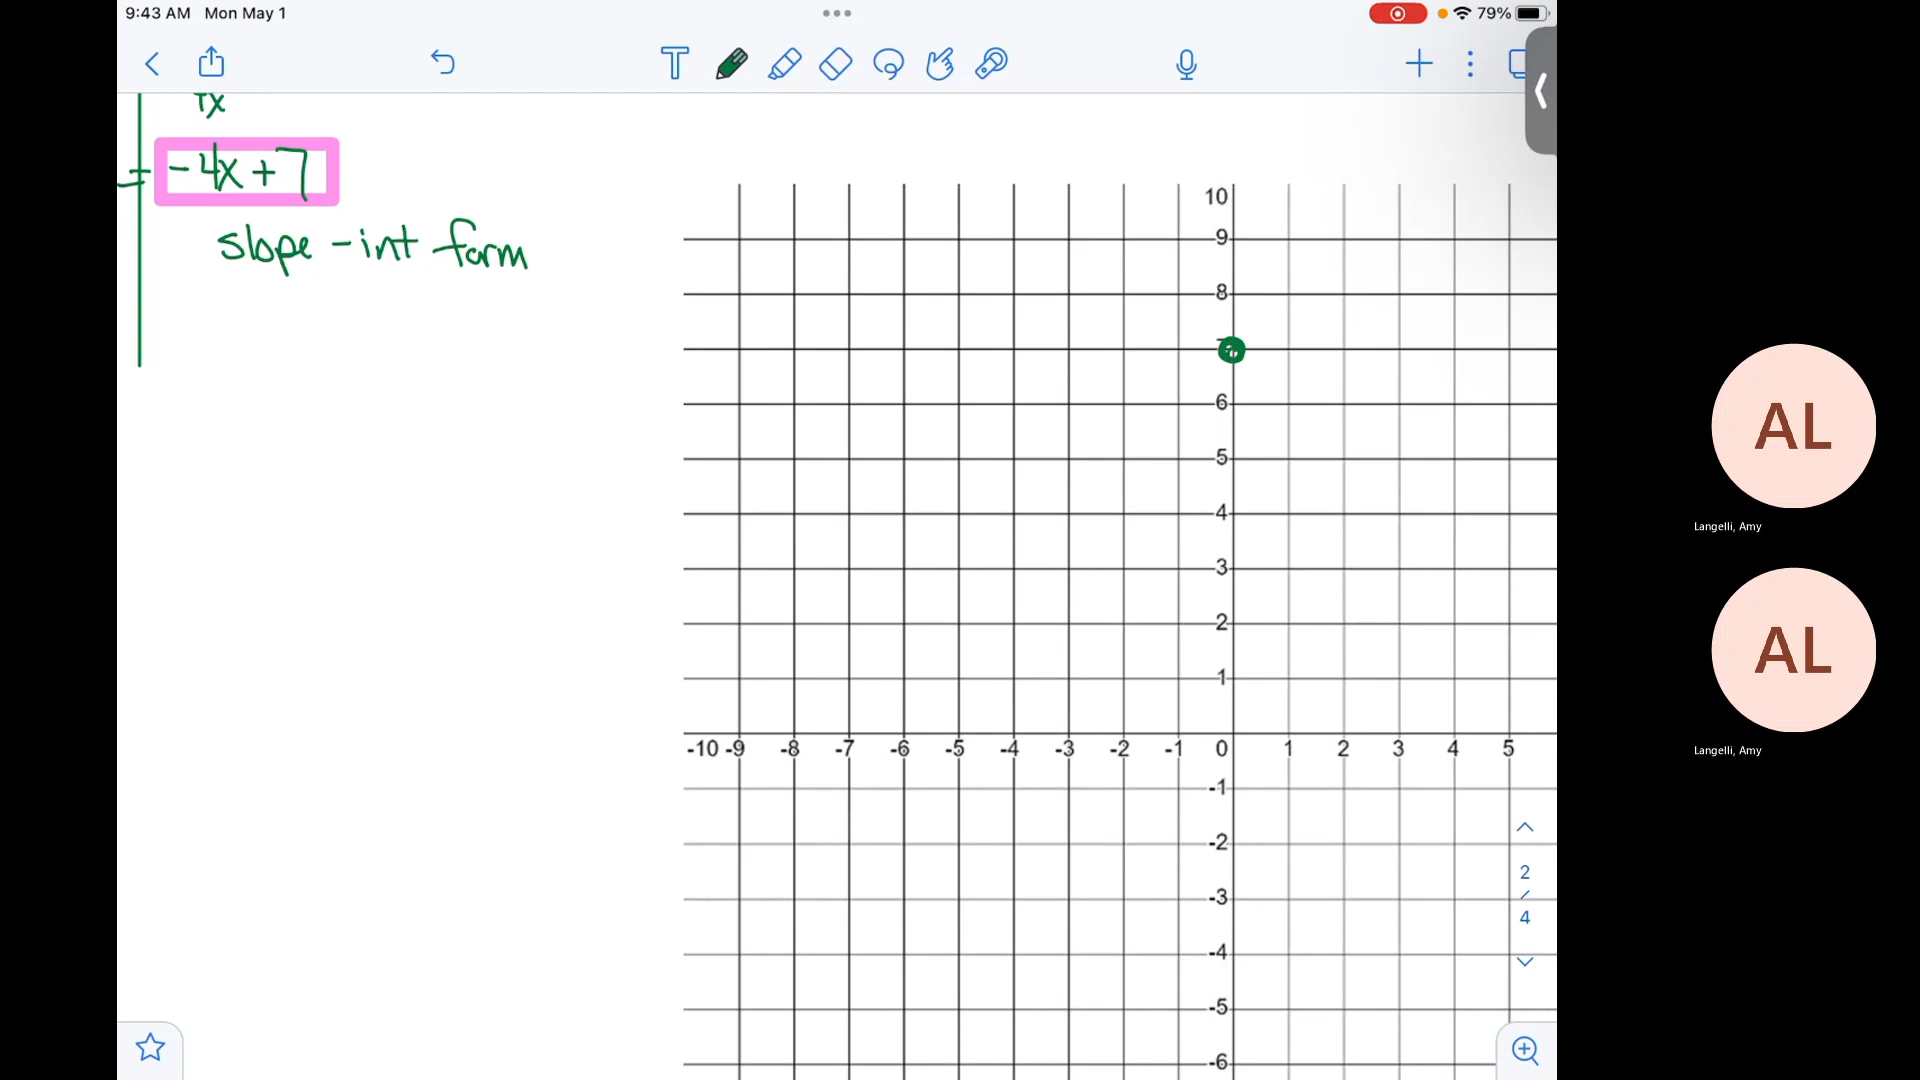 9:43 AM Mon May 1
79%
4x
= -4x + 7
slope - int form
10
9
8
6
5
4
3
2
1
-10 -9 -8 -7 -6 -5 -4 -3 -2 -1 0 1 2 3 4 5
-1
-2
-3
-4
-5
-6
2
/
4
AL
Langelli, Amy
AL
Langelli, Amy